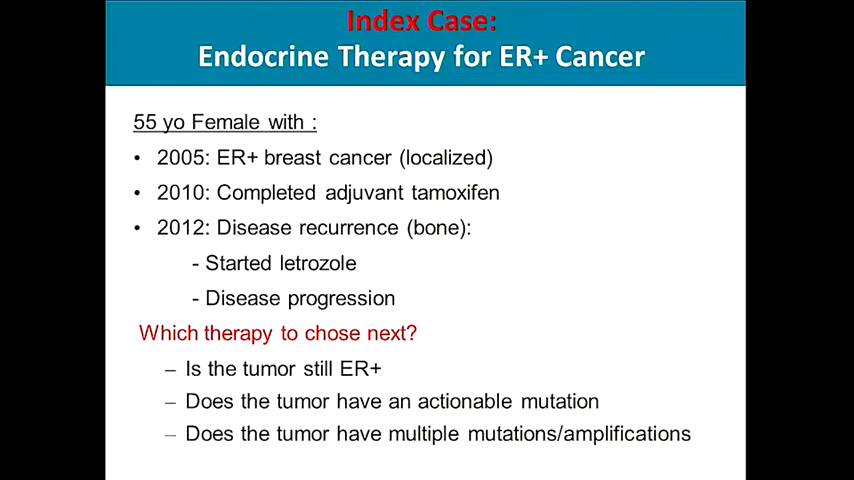 Index Case:
Endocrine Therapy for ER+ Cancer
55 yo Female with :
• 2005: ER+ breast cancer (localized)
• 2010: Completed adjuvant tamoxifen
• 2012: Disease recurrence (bone):
- Started letrozole
- Disease progression
Which therapy to chose next?
– Is the tumor still ER+
– Does the tumor have an actionable mutation
– Does the tumor have multiple mutations/amplifications